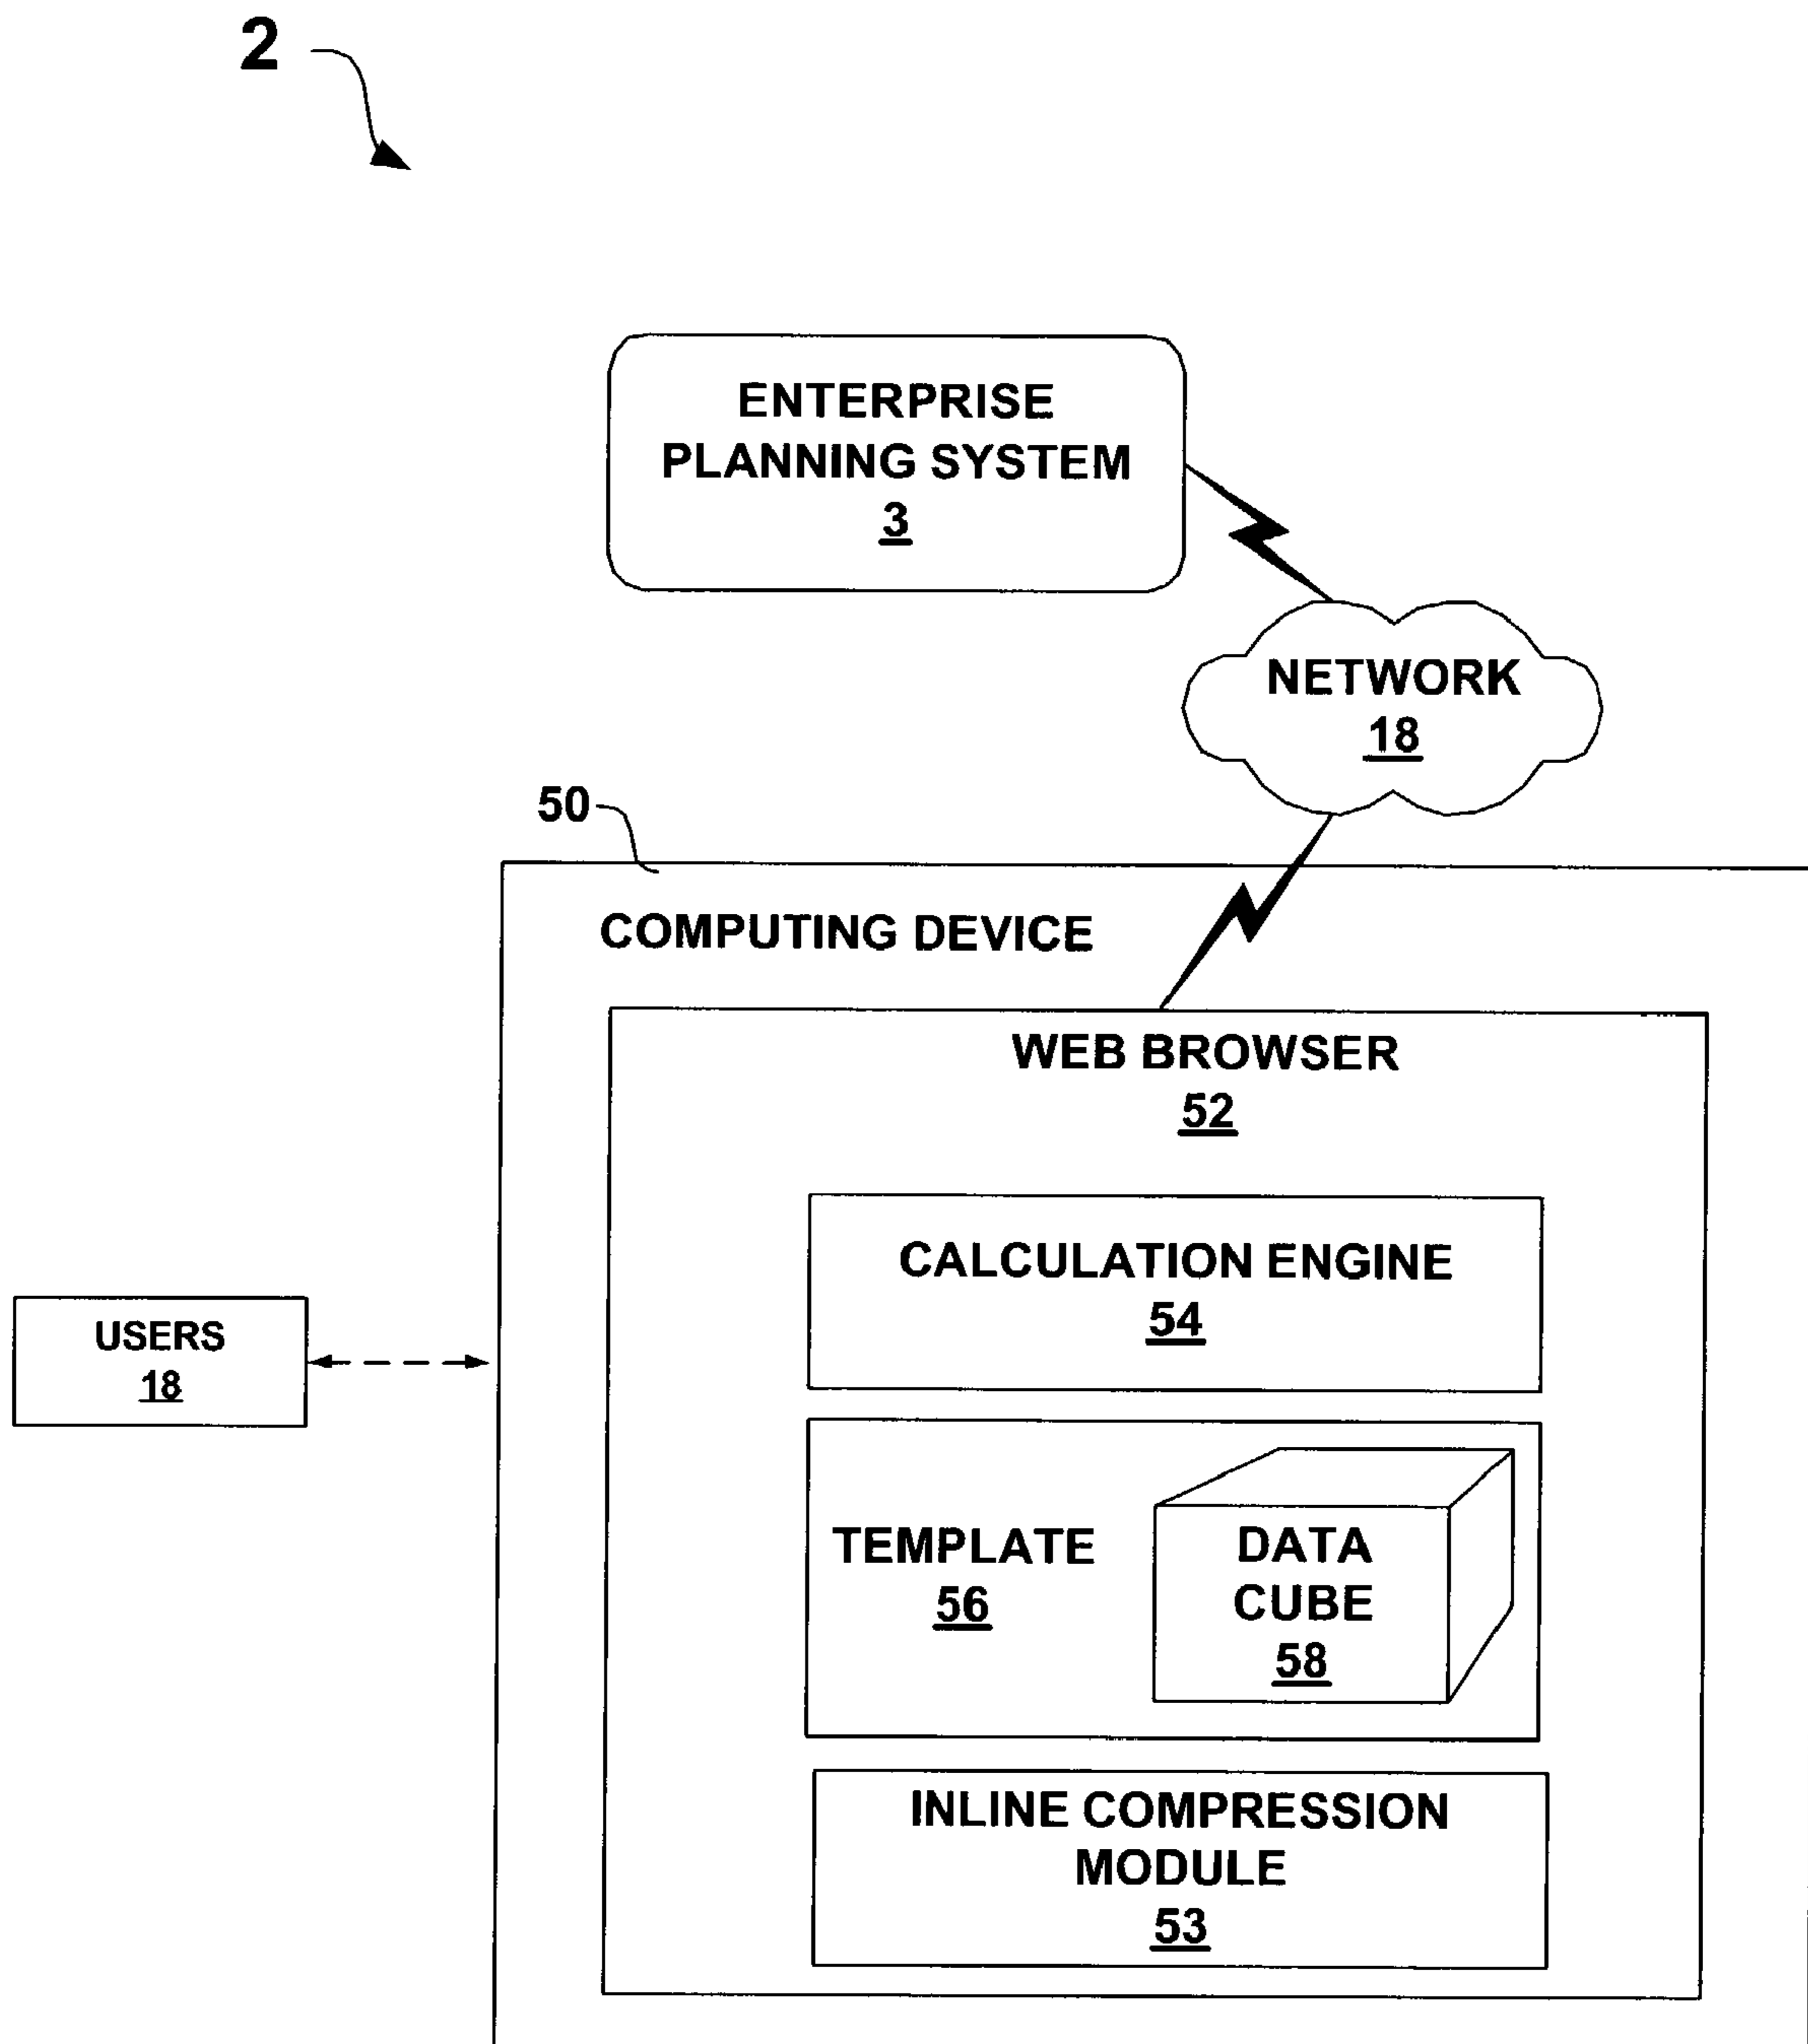 2
ENTERPRISE
PLANNING SYSTEM
3
NETWORK
18
50
COMPUTING DEVICE
WEB BROWSER
52
CALCULATION ENGINE
54
USERS
18
TEMPLATE
56
DATA
CUBE
58
INLINE COMPRESSION
MODULE
53